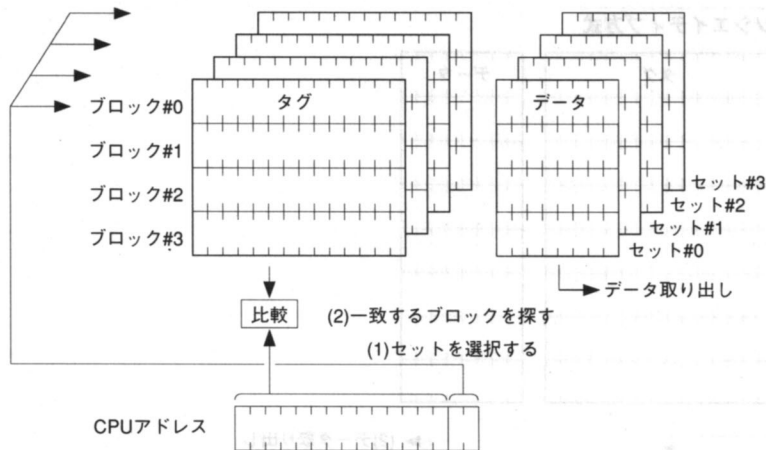 ブロック#0
タグ
データ
ブロック#1
ブロック#2
ブロック#3
セット#3
セット#2
セット#1
セット#0
データ取り出し
比較
(2)一致するブロックを探す
(1)セットを選択する
CPUアドレス